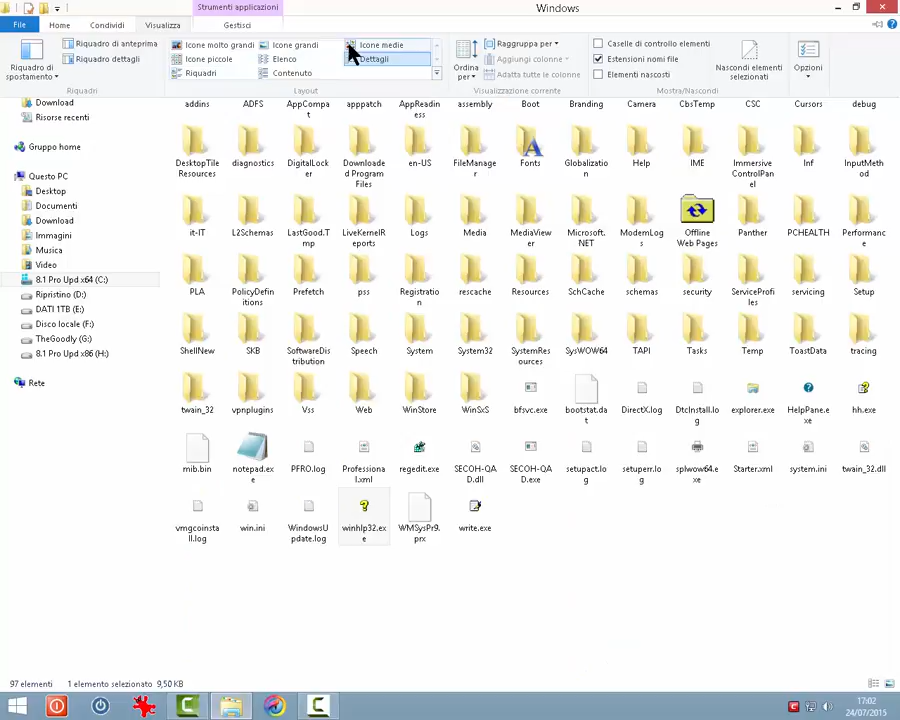 Strumenti applicazioni
Windows
File
Home
Condividi
Visualizza
Gestisci
Riquadro di spostamento
Riquadro di anteprima
Riquadro dettagli
Riquadri
Icone molto grandi
Icone grandi
Icone medie
Icone piccole
Elenco
Dettagli
Riquadri
Contenuto
Layout
Ordina per
Raggruppa per
Aggiungi colonne
Adatta tutte le colonne
Visualizzazione corrente
Caselle di controllo elementi
Estensioni nomi file
Elementi nascosti
Nascondi elementi selezionati
Mostra/Nascondi
Opzioni
Download
Risorse recenti
Gruppo home
Questo PC
Desktop
Documenti
Download
Immagini
Musica
Video
8.1 Pro Upd x64 (C:)
Ripristino (D:)
DATI 1TB (E:)
Disco locale (F:)
TheGoodly (G:)
8.1 Pro Upd x86 (H:)
Rete
addins ADFS AppCompat apppatch AppReadiness assembly Boot Branding Camera CbsTemp CSC Cursors debug
DesktopTileResources diagnostics DigitalLocker Downloaded Program Files en-US FileManager Fonts Globalization Help IME ImmersiveControlPanel Inf InputMethod
it-IT L2Schemas LastGood.Tmp LiveKernelReports Logs Media MediaViewer Microsoft.NET ModemLogs Offline Web Pages Panther PCHEALTH Performance
PLA PolicyDefinitions Prefetch pss Registration rescache Resources SchCache schemas security ServiceProfiles servicing Setup
ShellNew SKB SoftwareDistribution Speech System System32 SystemResources SysWOW64 TAPI Tasks Temp ToastData tracing
twain_32 vpnplugins Vss Web WinStore WinSxS bfsvc.exe bootstat.dat DirectX.log DtcInstall.log explorer.exe HelpPane.exe hh.exe
mib.bin notepad.exe PFRO.log Professional.xml regedit.exe SECOH-QAD.dll SECOH-QAD.exe setupact.log setuperr.log splwow64.exe Starter.xml system.ini twain_32.dll
vmgcoinstall.log win.ini WindowsUpdate.log winhlp32.exe WMSysPr9.prx write.exe
97 elementi 1 elemento selezionato 9,50 KB
17:02
24/07/2015